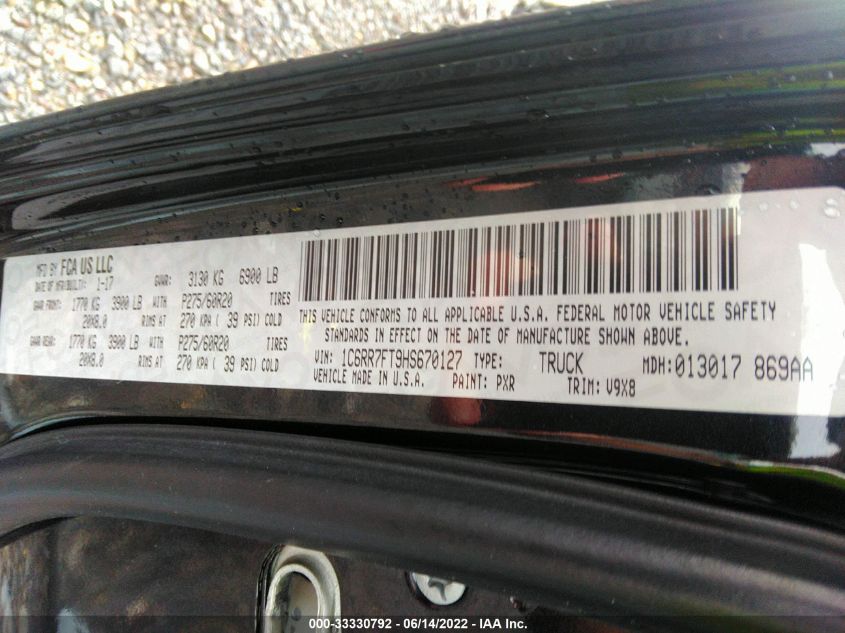 MFD BY FCA US LLC
DATE OF MFR(BUILT): 1-17 GVWR: 3130 KG 6900 LB
GAWR FRONT: 1770 KG 3900 LB WITH P275/60R20 TIRES
20X8.0 RIMS AT 270 KPA ( 39 PSI) COLD
GAWR REAR: 1770 KG 3900 LB WITH P275/60R20 TIRES
20X8.0 RIMS AT 270 KPA ( 39 PSI) COLD
THIS VEHICLE CONFORMS TO ALL APPLICABLE U.S.A. FEDERAL MOTOR VEHICLE SAFETY
STANDARDS IN EFFECT ON THE DATE OF MANUFACTURE SHOWN ABOVE.
VIN: 1C6RR7FT9HS670127 TYPE: TRUCK MDH:013017 869AA
VEHICLE MADE IN U.S.A. PAINT: PXR TRIM: V9X8
000-33330792 - 06/14/2022 - IAA Inc.